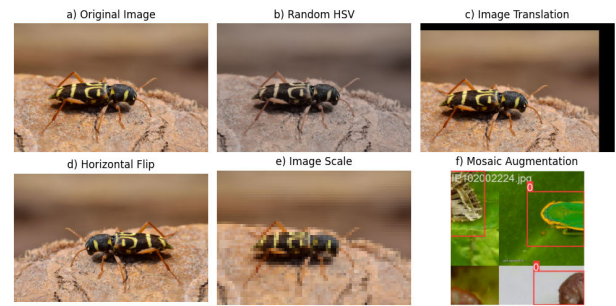 a) Original Image
b) Random HSV
c) Image Translation
d) Horizontal Flip
e) Image Scale
f) Mosaic Augmentation
IP102002224.jpg
0
0
0